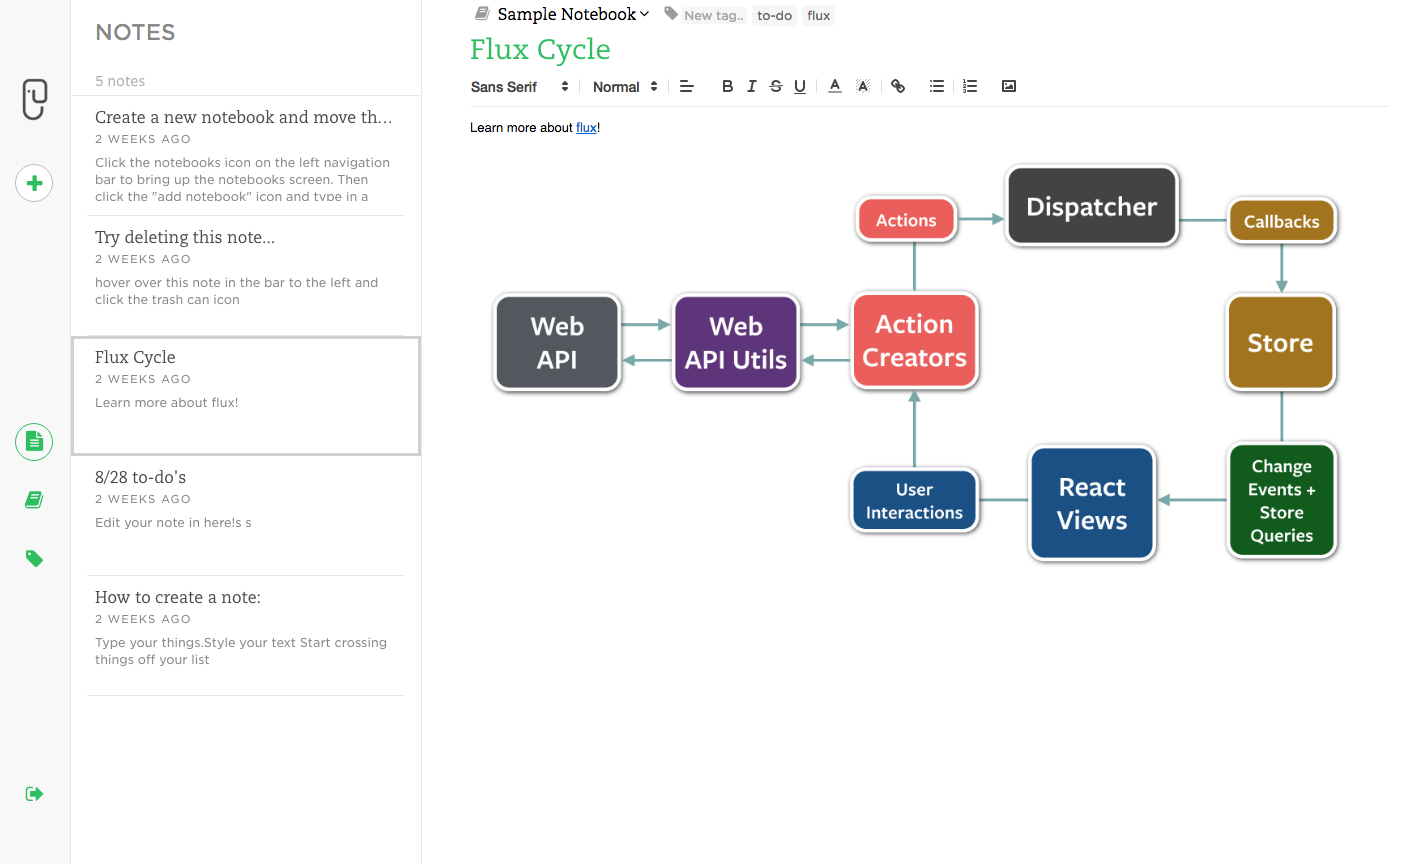 NOTES
5 notes
Create a new notebook and move th...
2 WEEKS AGO
Click the notebooks icon on the left navigation
bar to bring up the notebooks screen. Then
click the "add notebook" icon and type in a
Try deleting this note...
2 WEEKS AGO
hover over this note in the bar to the left and
click the trash can icon
Flux Cycle
2 WEEKS AGO
Learn more about flux!
8/28 to-do's
2 WEEKS AGO
Edit your note in here!s s
How to create a note:
2 WEEKS AGO
Type your things.Style your text Start crossing
things off your list
Sample Notebook
New tag.. to-do flux
Flux Cycle
Sans Serif Normal B I S U A A
Learn more about flux!
Actions
Dispatcher
Callbacks
Web
API
Web
API Utils
Action
Creators
Store
User
Interactions
React
Views
Change
Events +
Store
Queries